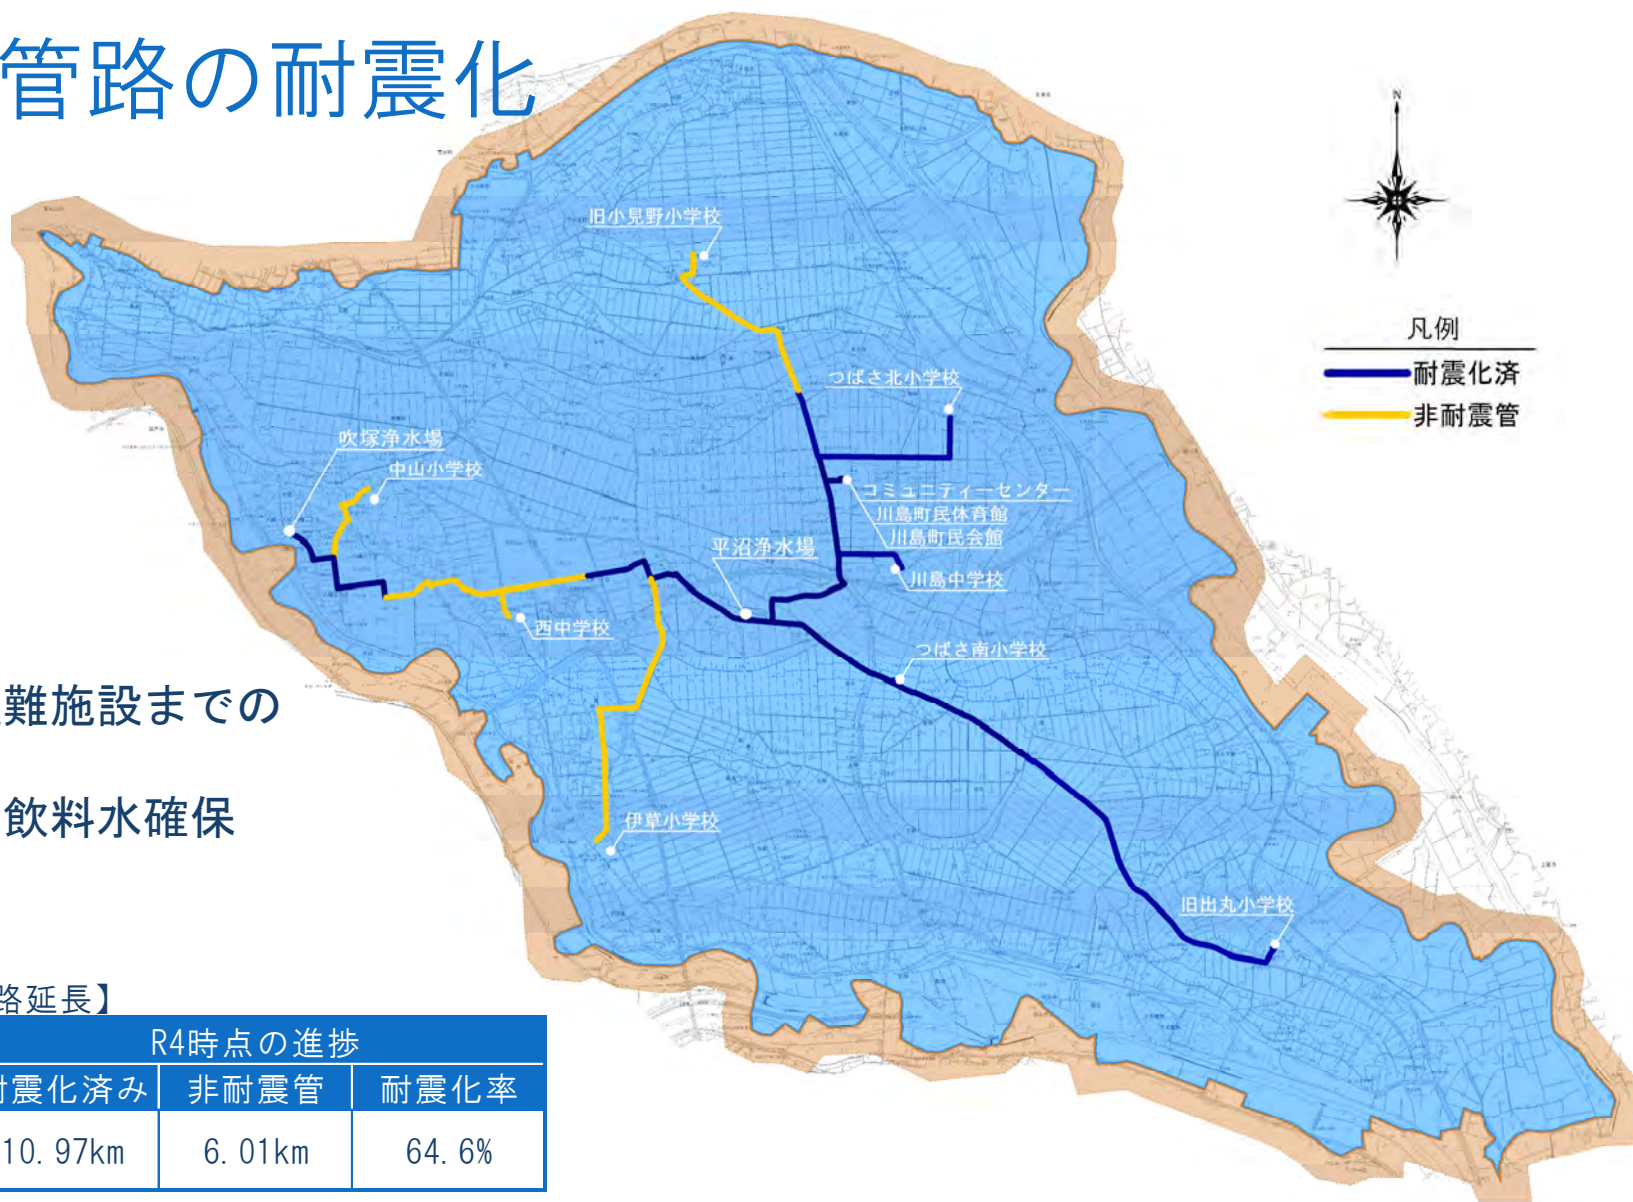 管路の耐震化
N
凡例
耐震化済
非耐震管
旧小見野小学校
つばさ北小学校
吹塚浄水場
中山小学校
コミュニティーセンター
川島町民体育館
川島町民会館
平沼浄水場
川島中学校
西中学校
つばさ南小学校
難施設までの
飲料水確保
伊草小学校
旧出丸小学校
路延長】
R4時点の進捗
耐震化済み 非耐震管 耐震化率
10.97km 6.01km 64.6%